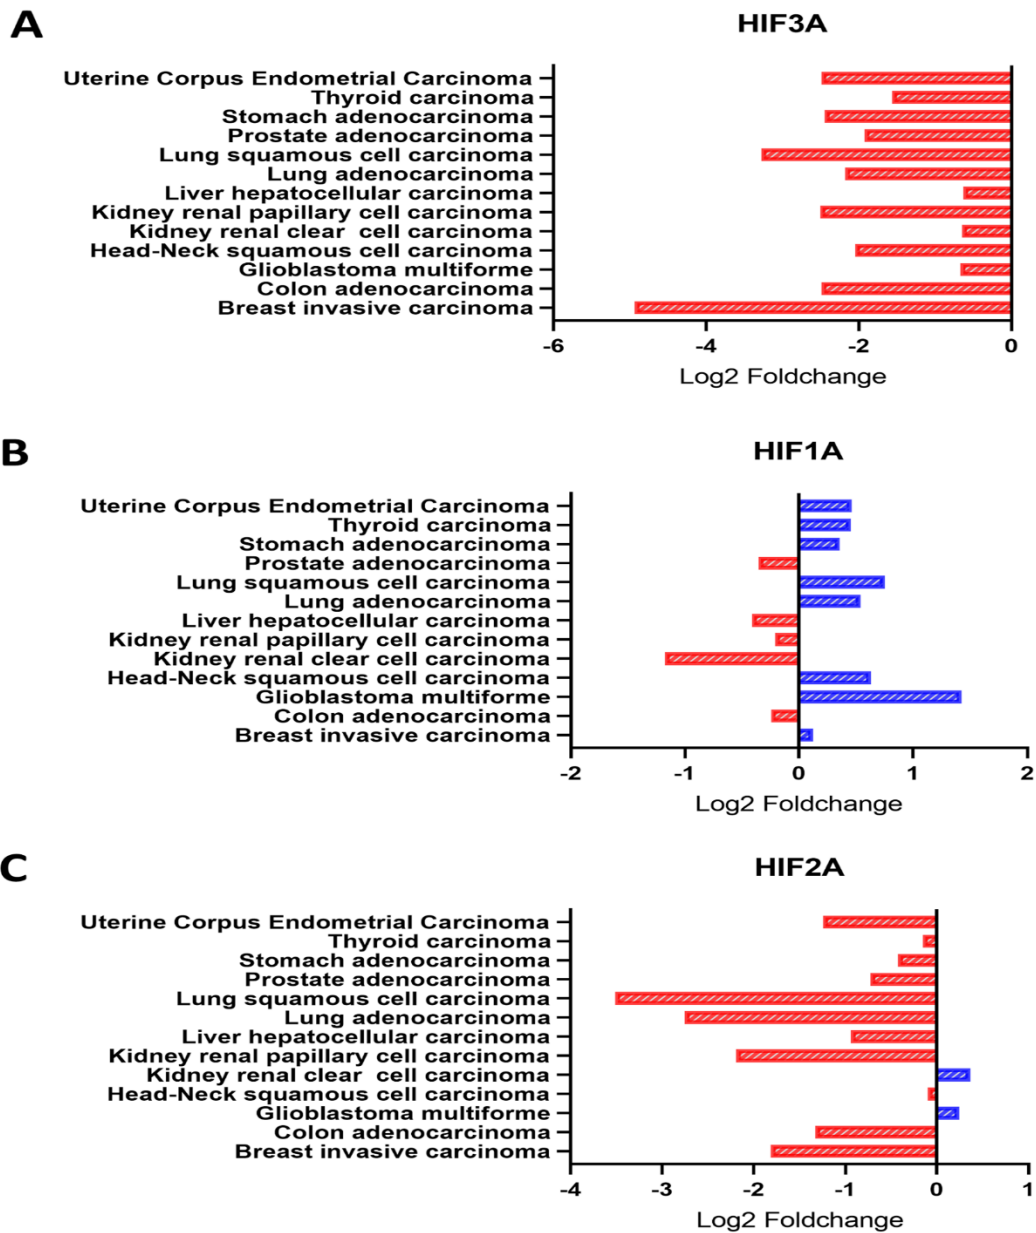 A
HIF3A
Uterine Corpus Endometrial Carcinoma
Thyroid carcinoma
Stomach adenocarcinoma
Prostate adenocarcinoma
Lung squamous cell carcinoma
Lung adenocarcinoma
Liver hepatocellular carcinoma
Kidney renal papillary cell carcinoma
Kidney renal clear  cell carcinoma
Head-Neck squamous cell carcinoma
Glioblastoma multiforme
Colon adenocarcinoma
Breast invasive carcinoma
-6 -4 -2 0
Log2 Foldchange
B
HIF1A
Uterine Corpus Endometrial Carcinoma
Thyroid carcinoma
Stomach adenocarcinoma
Prostate adenocarcinoma
Lung squamous cell carcinoma
Lung adenocarcinoma
Liver hepatocellular carcinoma
Kidney renal papillary cell carcinoma
Kidney renal clear cell carcinoma
Head-Neck squamous cell carcinoma
Glioblastoma multiforme
Colon adenocarcinoma
Breast invasive carcinoma
-2 -1 0 1 2
Log2 Foldchange
C
HIF2A
Uterine Corpus Endometrial Carcinoma
Thyroid carcinoma
Stomach adenocarcinoma
Prostate adenocarcinoma
Lung squamous cell carcinoma
Lung adenocarcinoma
Liver hepatocellular carcinoma
Kidney renal papillary cell carcinoma
Kidney renal clear  cell carcinoma
Head-Neck squamous cell carcinoma
Glioblastoma multiforme
Colon adenocarcinoma
Breast invasive carcinoma
-4 -3 -2 -1 0 1
Log2 Foldchange